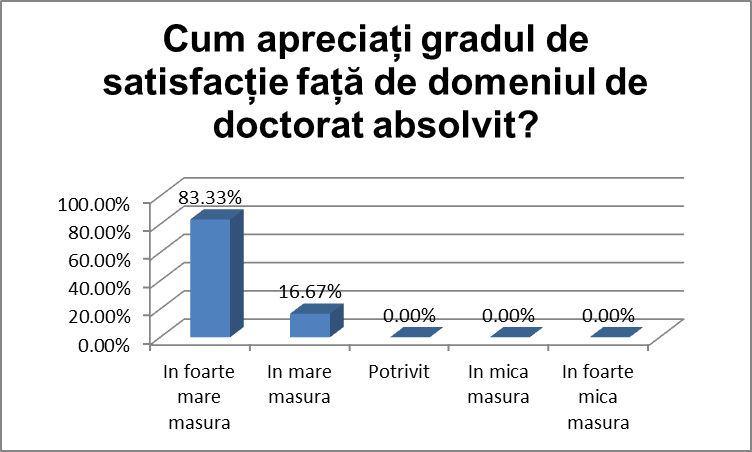 Cum apreciați gradul de
satisfacție față de domeniul de
doctorat absolvit?
100.00%
80.00%
60.00%
40.00%
20.00%
0.00%
83.33%
16.67%
0.00%
0.00%
0.00%
In foarte
mare
masura
In mare
masura
Potrivit
In mica
masura
In foarte
mica
masura